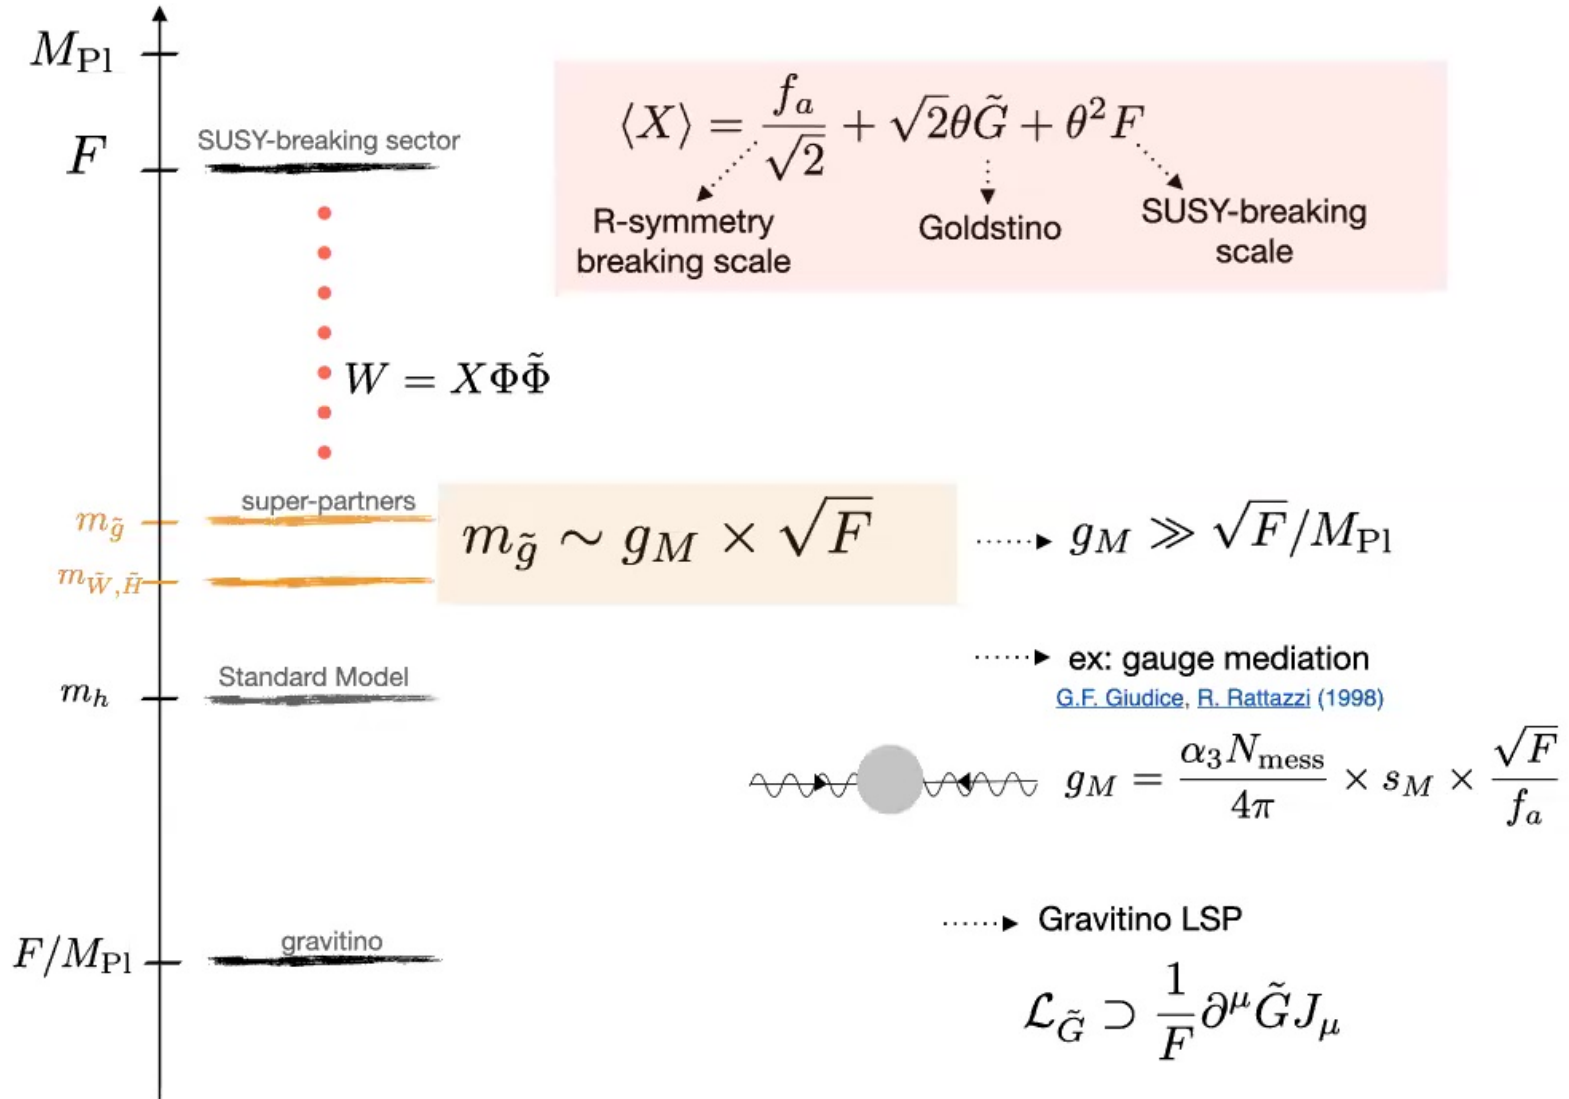 M_Pl
F
SUSY-breaking sector
⟨X⟩ = f_a/√2 + √2θG̃ + θ²F
R-symmetry
breaking scale
Goldstino
SUSY-breaking
scale
W = XΦΦ̃
super-partners
m_g̃
m_W̃,H̃
m_g̃ ∼ g_M × √F
g_M ≫ √F/M_Pl
Standard Model
m_h
ex: gauge mediation
G.F. Giudice, R. Rattazzi (1998)
g_M = α₃N_mess/4π × s_M × √F/f_a
gravitino
F/M_Pl
Gravitino LSP
ℒ_G̃ ⊃ 1/F ∂^μ G̃J_μ